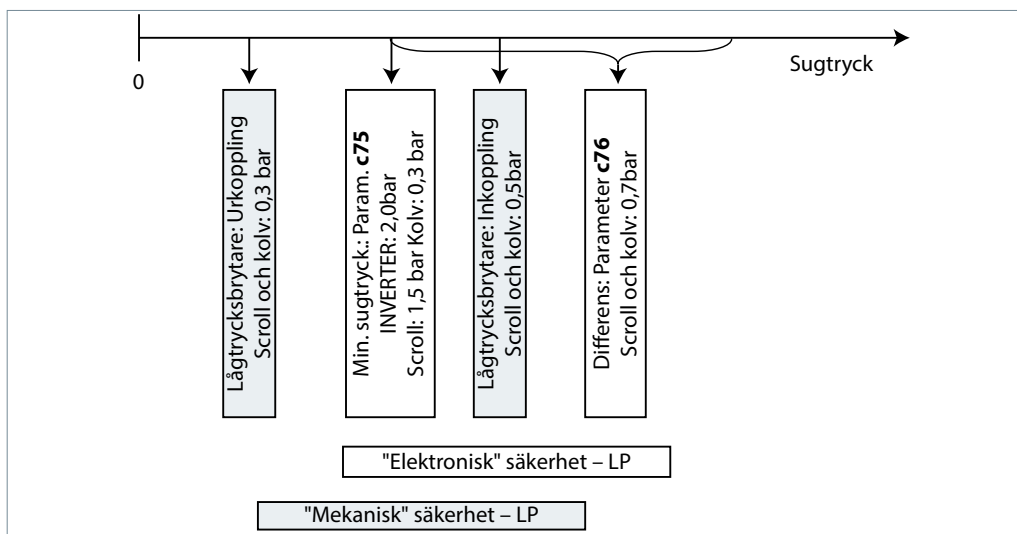 0
Sugtryck
Lågtrycksbrytare: Urkoppling
Scroll och kolv: 0,3 bar
Min. sugtryck.: Param. c75
INVERTER: 2,0bar
Scroll: 1,5 bar Kolv: 0,3 bar
Lågtrycksbrytare: Inkoppling
Scroll och kolv: 0,5bar
Differens: Parameter c76
Scroll och kolv: 0,7bar
"Elektronisk" säkerhet – LP
"Mekanisk" säkerhet – LP